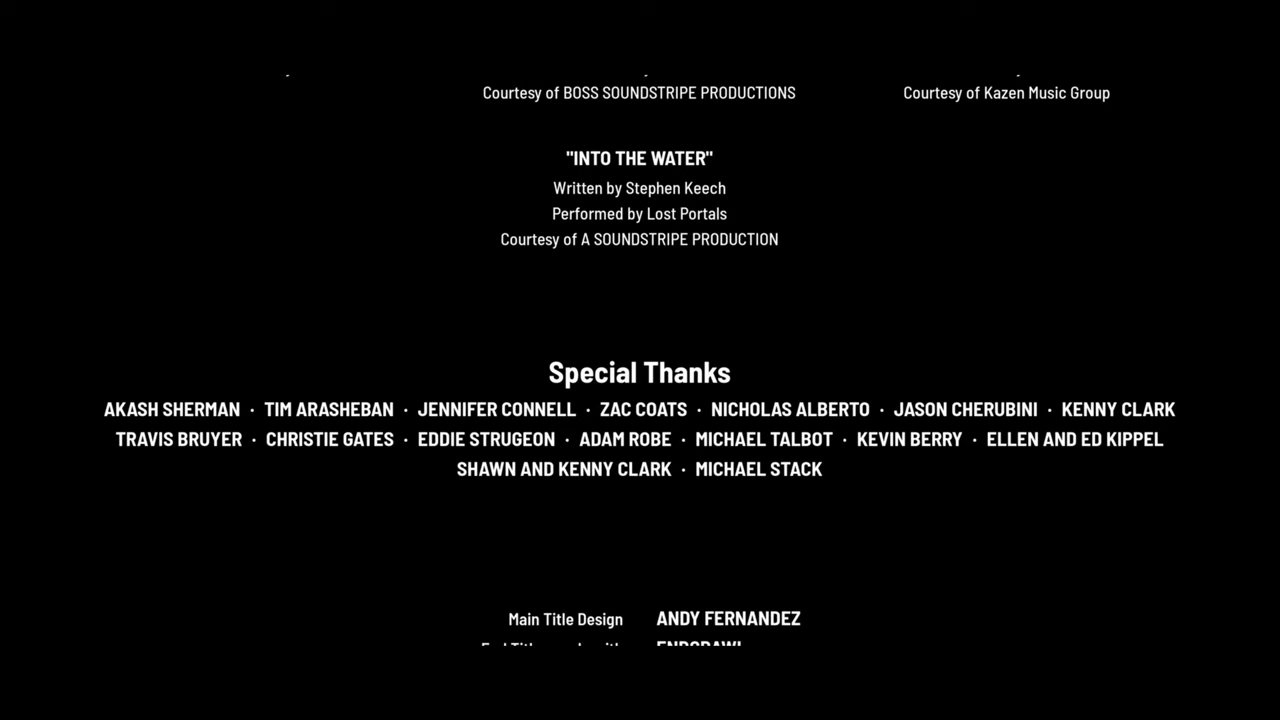 Courtesy of BOSS SOUNDSTRIPE PRODUCTIONS
Courtesy of Kazen Music Group
"INTO THE WATER"
Written by Stephen Keech
Performed by Lost Portals
Courtesy of A SOUNDSTRIPE PRODUCTION
Special Thanks
AKASH SHERMAN · TIM ARASHEBAN · JENNIFER CONNELL · ZAC COATS · NICHOLAS ALBERTO · JASON CHERUBINI · KENNY CLARK
TRAVIS BRUYER · CHRISTIE GATES · EDDIE STRUGEON · ADAM ROBE · MICHAEL TALBOT · KEVIN BERRY · ELLEN AND ED KIPPEL
SHAWN AND KENNY CLARK · MICHAEL STACK
Main Title Design ANDY FERNANDEZ